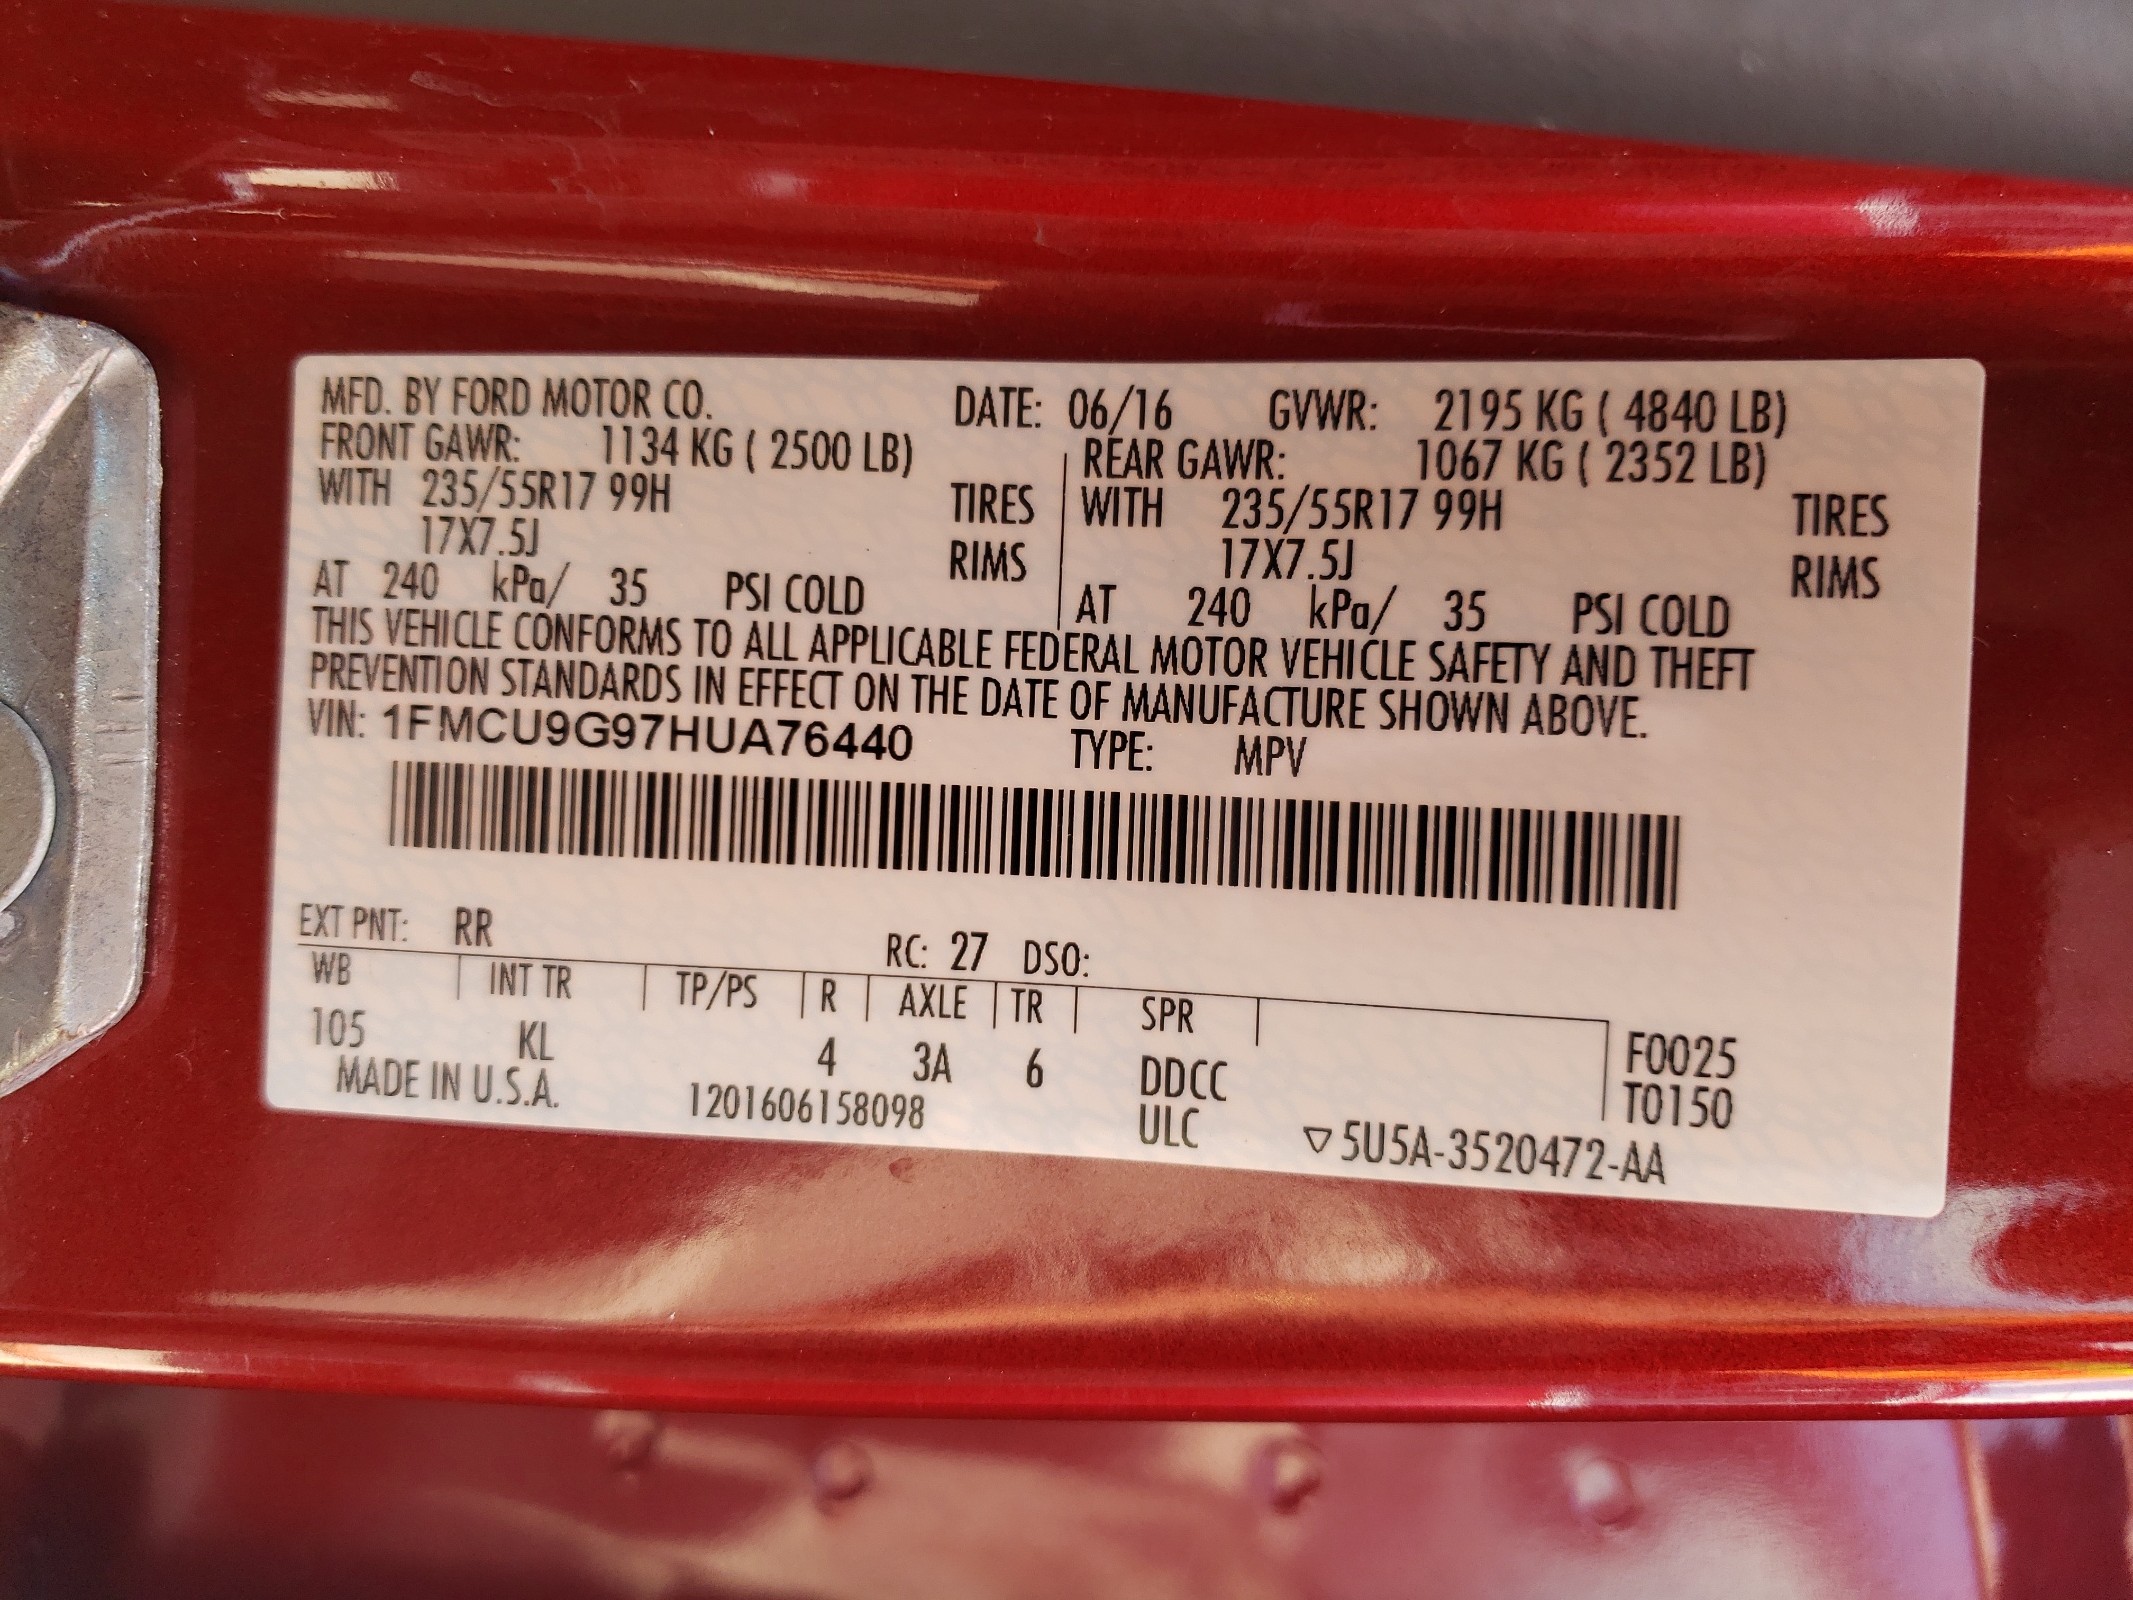 MFD. BY FORD MOTOR CO. DATE: 06/16 GVWR: 2195 KG ( 4840 LB)
FRONT GAWR: 1134 KG ( 2500 LB) REAR GAWR: 1067 KG ( 2352 LB)
WITH 235/55R17 99H TIRES WITH 235/55R17 99H TIRES
17X7.5J RIMS 17X7.5J RIMS
AT 240 kPa/ 35 PSI COLD AT 240 kPa/ 35 PSI COLD
THIS VEHICLE CONFORMS TO ALL APPLICABLE FEDERAL MOTOR VEHICLE SAFETY AND THEFT
PREVENTION STANDARDS IN EFFECT ON THE DATE OF MANUFACTURE SHOWN ABOVE.
VIN: 1FMCU9G97HUA76440 TYPE: MPV
EXT PNT: RR RC: 27 DSO:
WB INT TR TP/PS R AXLE TR SPR
105 KL 4 3A 6 DDCC F0025
MADE IN U.S.A. 1201606158098 ULC T0150
▽5U5A-3520472-AA